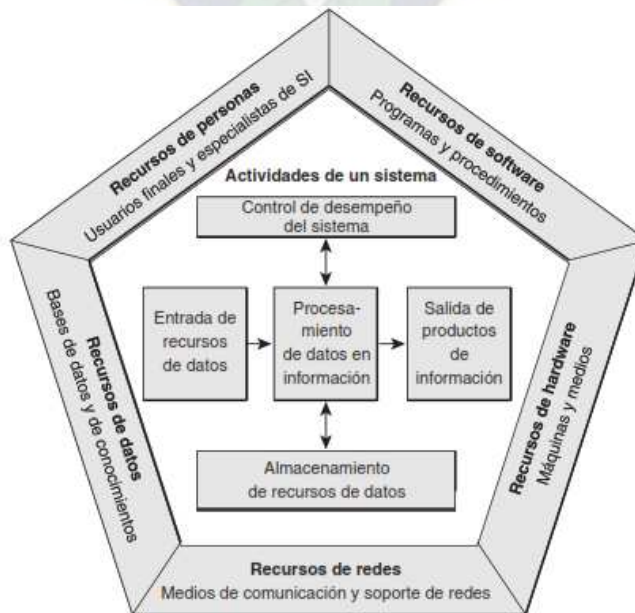 Recursos de personas
Usuarios finales y especialistas de SI
Recursos de software
Programas y procedimientos
Actividades de un sistema
Control de desempeño
del sistema
Entrada de
recursos
de datos
Procesa-
miento
de datos en
información
Salida de
productos
de
información
Almacenamiento
de recursos de datos
Recursos de datos
Bases de datos y de conocimientos
Recursos de hardware
Máquinas y medios
Recursos de redes
Medios de comunicación y soporte de redes